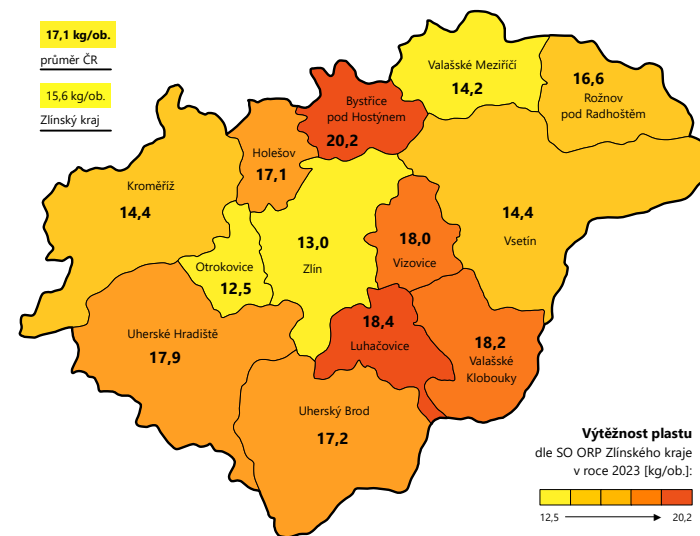 17,1 kg/ob.
průměr ČR
15,6 kg/ob.
Zlínský kraj
Valašské Meziříčí
14,2
16,6
Rožnov
pod Radhoštěm
Bystřice
pod Hostýnem
20,2
Holešov
17,1
Kroměříž
14,4
13,0
Zlín
18,0
Vizovice
14,4
Vsetín
Otrokovice
12,5
Uherské Hradiště
17,9
18,4
Luhačovice
18,2
Valašské
Klobouky
Uherský Brod
17,2
Výtěžnost plastu
dle SO ORP Zlínského kraje
v roce 2023 [kg/ob.]:
12,5
20,2